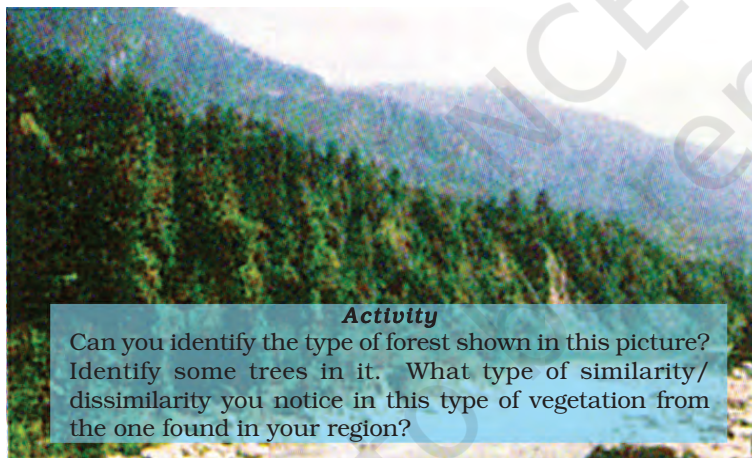 Activity
Can you identify the type of forest shown in this picture?
Identify some trees in it. What type of similarity/
dissimilarity you notice in this type of vegetation from
the one found in your region?